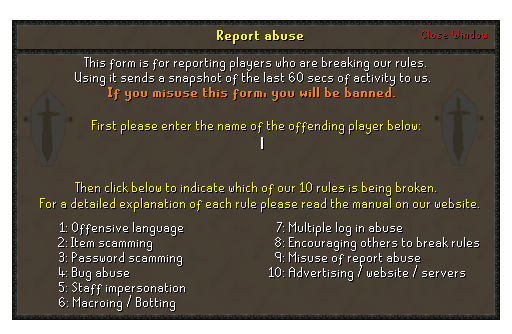 Report abuse
Close Window
This form is for reporting players who are breaking our rules.
Using it sends a snapshot of the last 60 secs of activity to us.
If you misuse this form, you will be banned.
First please enter the name of the offending player below:
Then click below to indicate which of our 10 rules is being broken.
For a detailed explanation of each rule please read the manual on our website.
1: Offensive language
2: Item scamming
3: Password scamming
4: Bug abuse
5: Staff impersonation
6: Macroing / Botting
7: Multiple log in abuse
8: Encouraging others to break rules
9: Misuse of report abuse
10: Advertising / website / servers